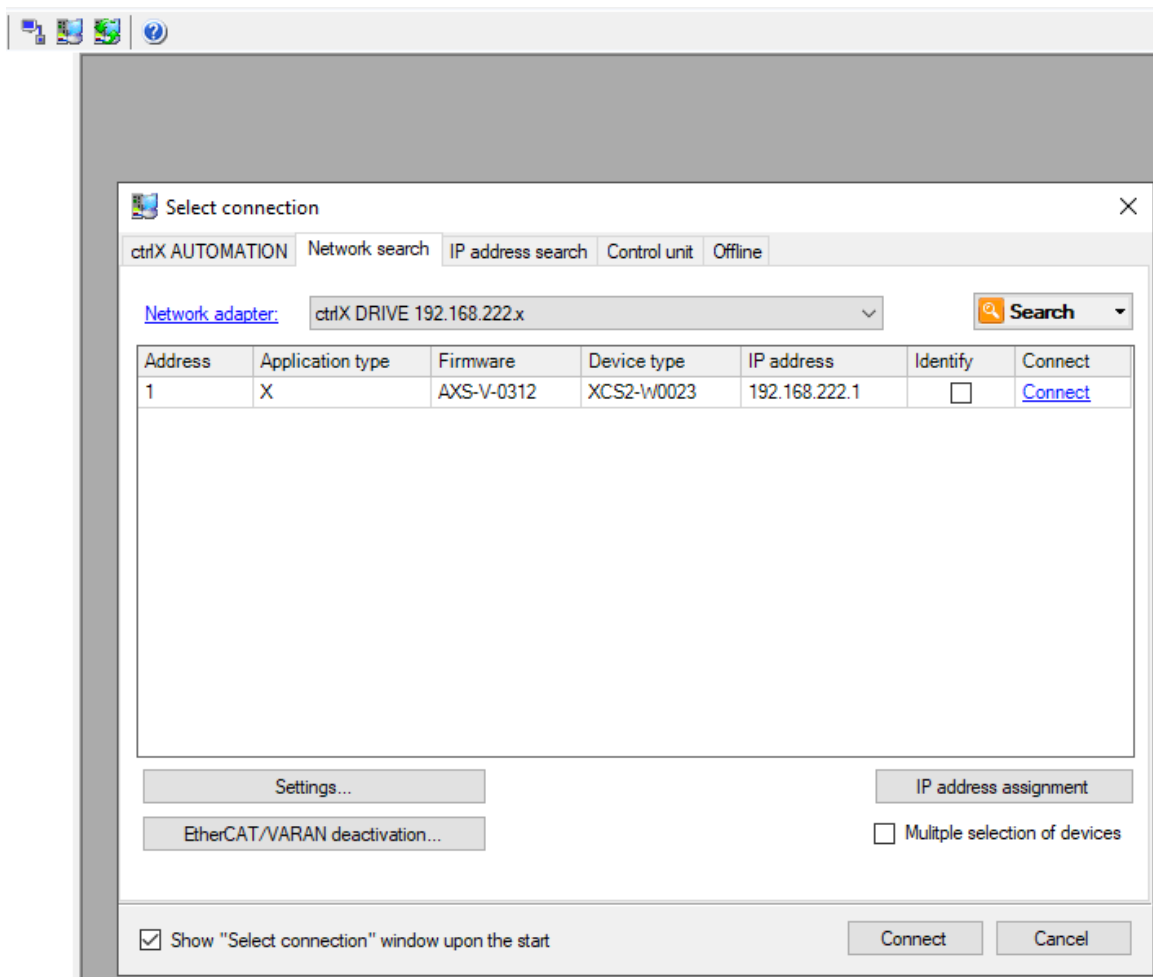 Select connection
ctrlX AUTOMATION Network search IP address search Control unit Offline
Network adapter: ctrlX DRIVE 192.168.222.x Search
Address Application type Firmware Device type IP address Identify Connect
1 X AXS-V-0312 XCS2-W0023 192.168.222.1 Connect
Settings... IP address assignment
EtherCAT/VARAN deactivation... Mulitple selection of devices
Show "Select connection" window upon the start Connect Cancel